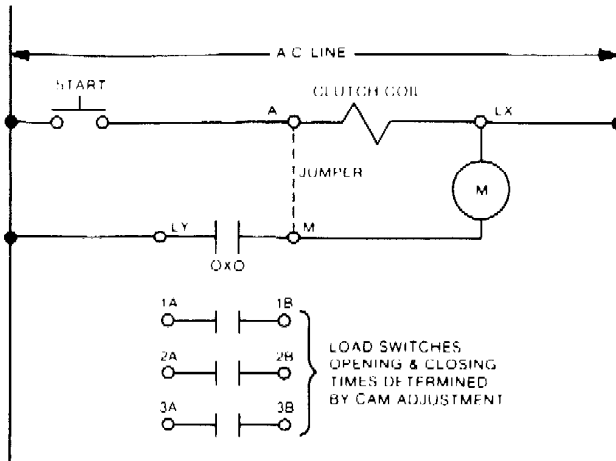 A C LINE
START
CLUTCH COIL
A
LX
JUMPER
M
LY
M
OXO
1A
1B
2A
2B
3A
3B
LOAD SWITCHES
OPENING & CLOSING
TIMES DETERMINED
BY CAM ADJUSTMENT